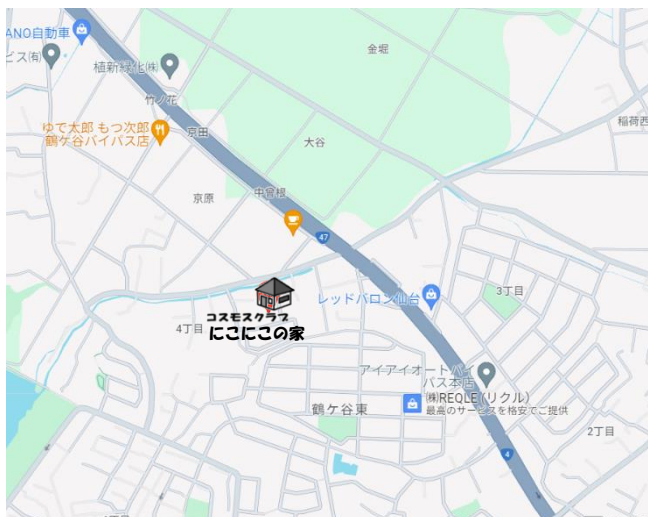 ANO自動車
ビス(有)
植新緑化㈱
金堀
竹ノ花
京田
ゆで太郎 もつ次郎
鶴ケ谷バイパス店
大谷
稲荷西
京原
中曾根
47
レッドバロン仙台
3丁目
コスモスクラブ
にこにこの家
4丁目
アイアイオートバイ
パス本店
㈱REQLE (リクル)
最高のサービスを格安でご提供
鶴ケ谷東
2丁目
4